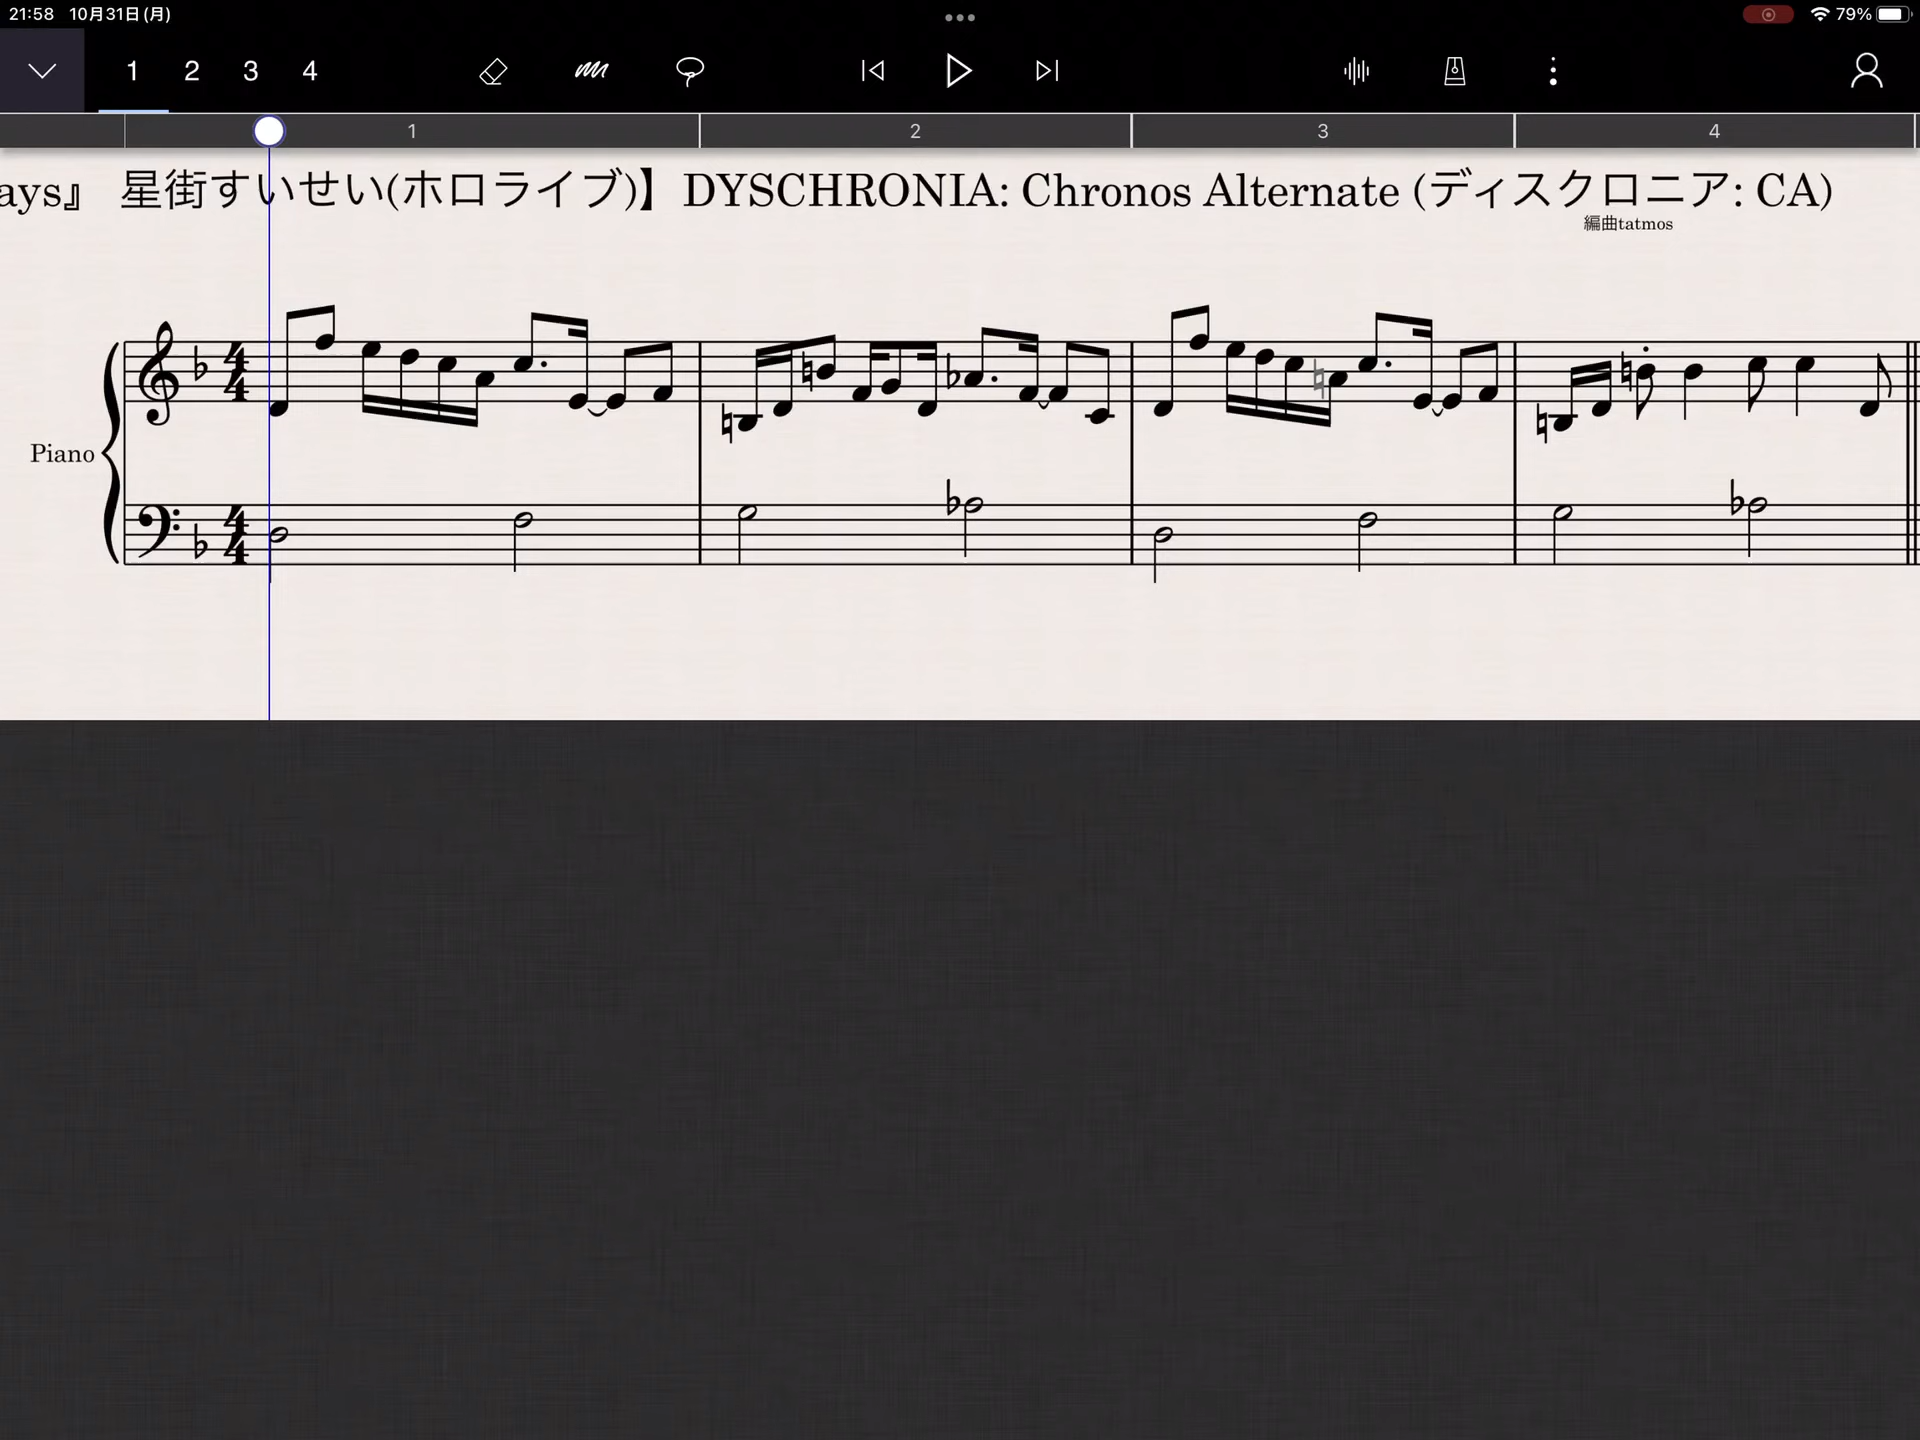 21:58 10月31日(月) 79%
1 2 3 4
1 2 3 4
ays』 星街すいせい(ホロライブ)】DYSCHRONIA: Chronos Alternate (ディスクロニア: CA)
編曲tatmos
Piano